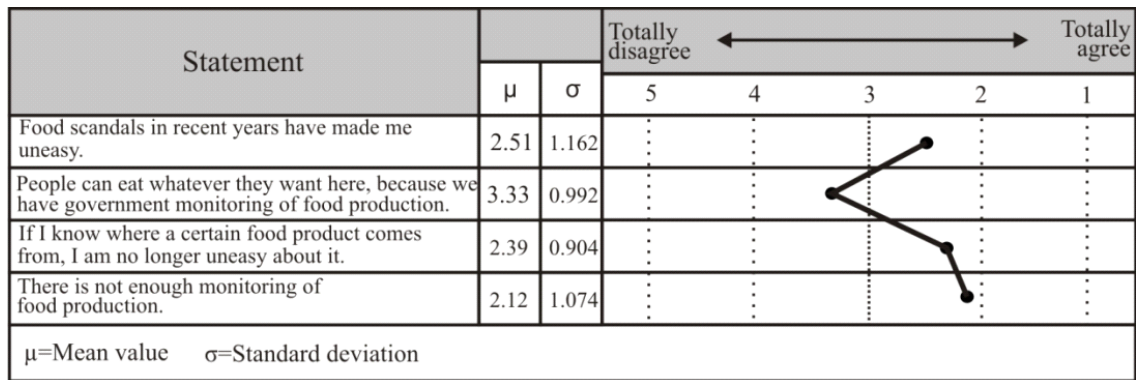 Statement
μ
σ
Totally
disagree
Totally
agree
5
4
3
2
1
Food scandals in recent years have made me
uneasy.
2.51
1.162
People can eat whatever they want here, because we
have government monitoring of food production.
3.33
0.992
If I know where a certain food product comes
from, I am no longer uneasy about it.
2.39
0.904
There is not enough monitoring of
food production.
2.12
1.074
μ=Mean value σ=Standard deviation